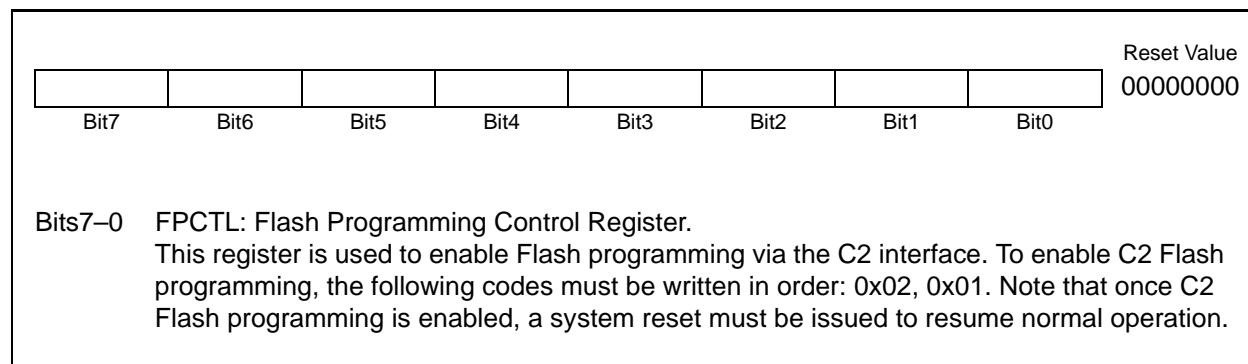 Reset Value
00000000
Bit7 Bit6 Bit5 Bit4 Bit3 Bit2 Bit1 Bit0
Bits7–0 FPCTL: Flash Programming Control Register.
This register is used to enable Flash programming via the C2 interface. To enable C2 Flash
programming, the following codes must be written in order: 0x02, 0x01. Note that once C2
Flash programming is enabled, a system reset must be issued to resume normal operation.